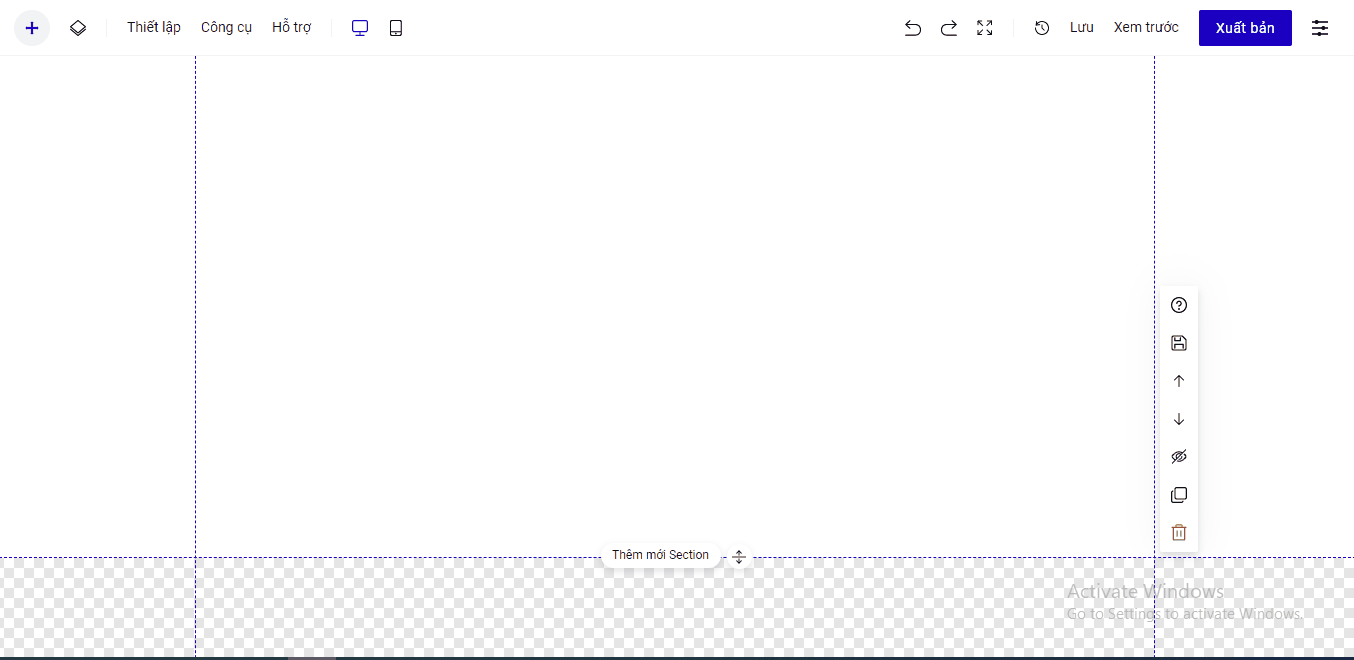 Thiết lập Công cụ Hỗ trợ Lưu Xem trước Xuất bản
Thêm mới Section
Activate Windows
Go to Settings to activate Windows.